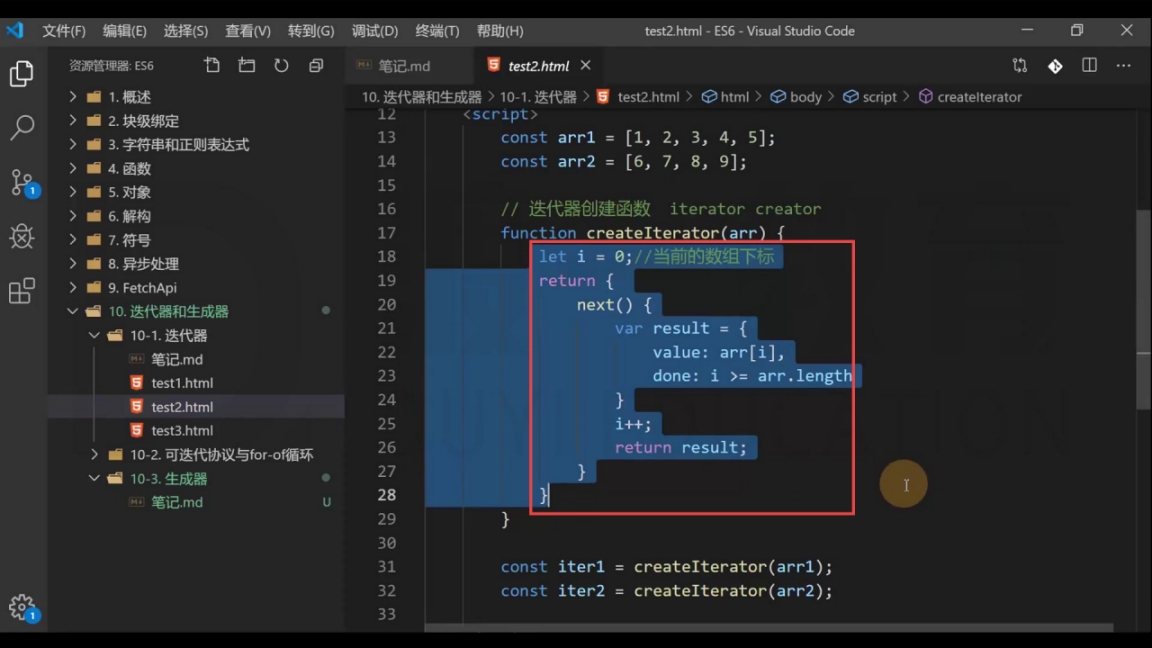 文件(F) 编辑(E) 选择(S) 查看(V) 转到(G) 调试(D) 终端(T) 帮助(H) test2.html - ES6 - Visual Studio Code
资源管理器: ES6
1. 概述
2. 块级绑定
3. 字符串和正则表达式
4. 函数
5. 对象
6. 解构
7. 符号
8. 异步处理
9. FetchApi
10. 迭代器和生成器
10-1. 迭代器
笔记.md
test1.html
test2.html
test3.html
10-2. 可迭代协议与for-of循环
10-3. 生成器
笔记.md U
1
1
笔记.md test2.html
10. 迭代器和生成器 > 10-1. 迭代器 > test2.html > html > body > script > createIterator
12 <script>
13 const arr1 = [1, 2, 3, 4, 5];
14 const arr2 = [6, 7, 8, 9];
15
16 // 迭代器创建函数 iterator creator
17 function createIterator(arr) {
18 let i = 0;//当前的数组下标
19 return {
20 next() {
21 var result = {
22 value: arr[i],
23 done: i >= arr.length
24 }
25 i++;
26 return result;
27 }
28 }
29 }
30
31 const iter1 = createIterator(arr1);
32 const iter2 = createIterator(arr2);
33